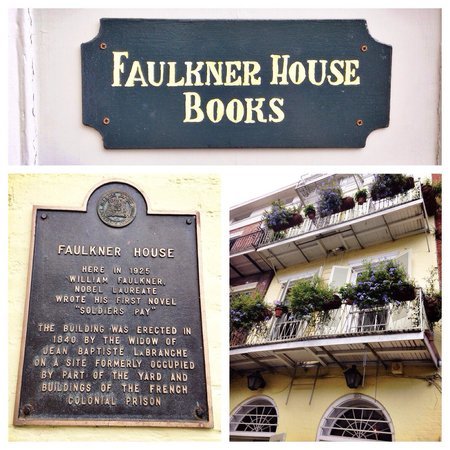 FAULKNER HOUSE
BOOKS
FAULKNER HOUSE
HERE IN 1925
WILLIAM FAULKNER,
NOBEL LAUREATE
WROTE HIS FIRST NOVEL
"SOLDIERS PAY"
THE BUILDING WAS ERECTED IN
1840 BY THE WIDOW OF
JEAN BAPTISTE LABRANCHE
ON A SITE FORMERLY OCCUPIED
BY PART OF THE YARD AND
BUILDINGS OF THE FRENCH
COLONIAL PRISON